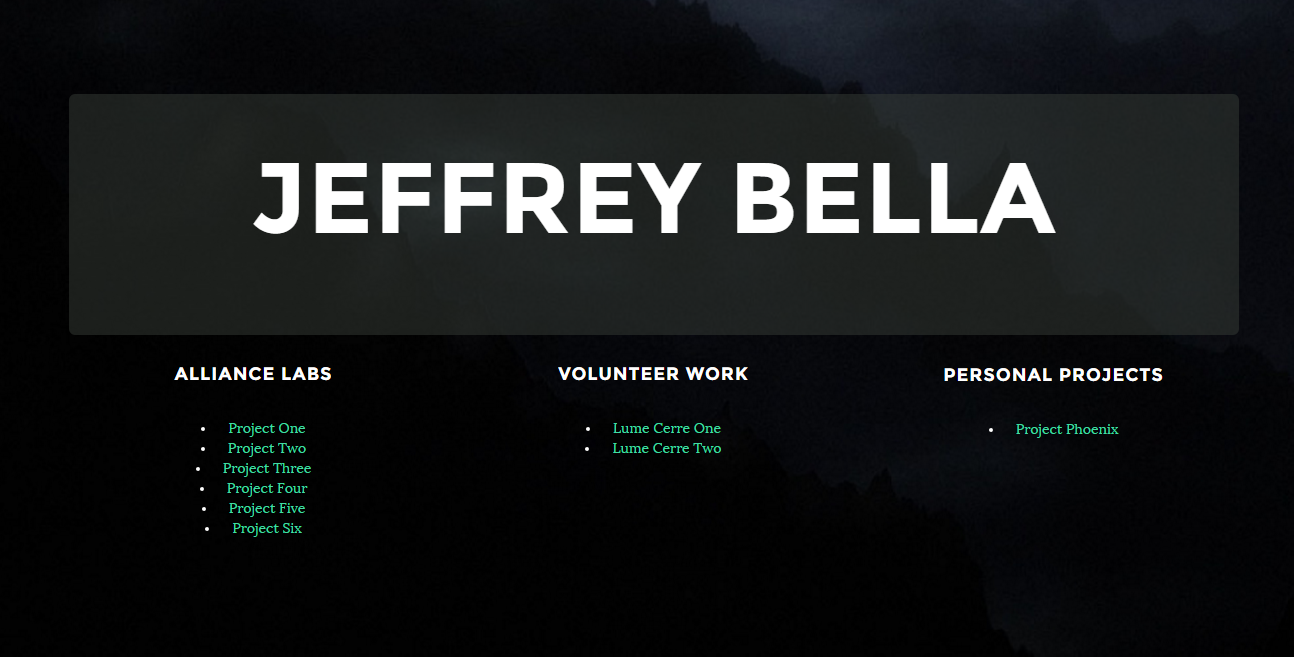 JEFFREY BELLA
ALLIANCE LABS
Project One
Project Two
Project Three
Project Four
Project Five
Project Six
VOLUNTEER WORK
Lume Cerre One
Lume Cerre Two
PERSONAL PROJECTS
Project Phoenix